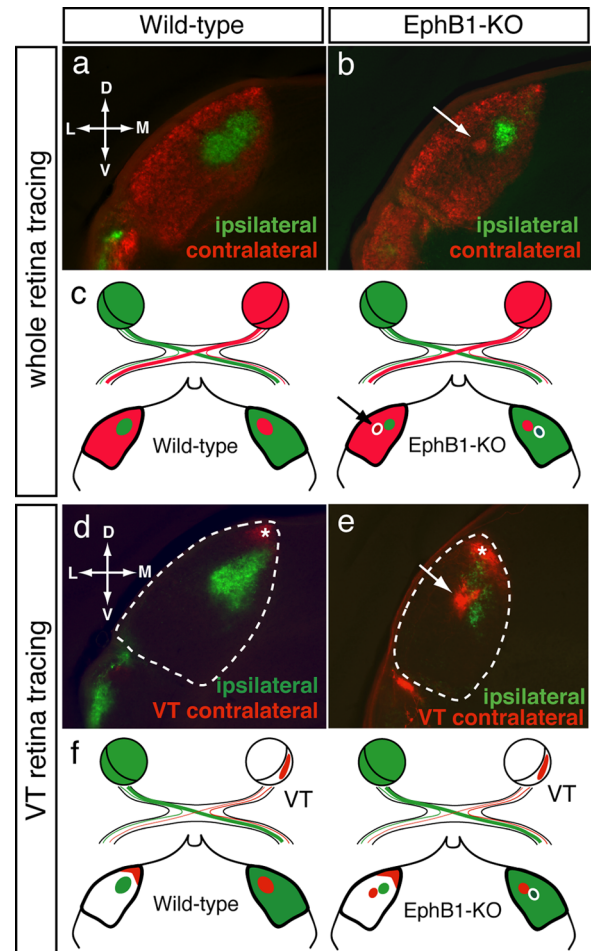 Wild-type
EphB1-KO
whole retina tracing
a
D
L
M
V
ipsilateral
contralateral
b
ipsilateral
contralateral
c
Wild-type
EphB1-KO
VT retina tracing
d
D
L
M
V
*
ipsilateral
VT contralateral
e
*
ipsilateral
VT contralateral
f
VT
Wild-type
VT
EphB1-KO